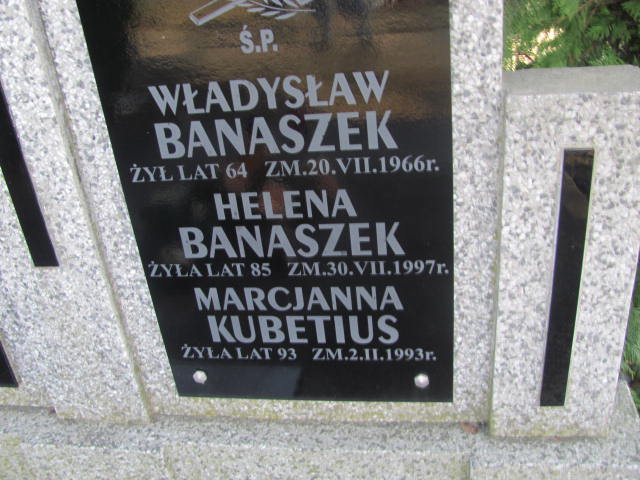 Ś.P.
WŁADYSŁAW
BANASZEK
ŻYŁ LAT 64 ZM.20.VII.1966r.
HELENA
BANASZEK
ŻYŁA LAT 85 ZM.30.VII.1997r.
MARCJANNA
KUBETIUS
ŻYŁA LAT 93 ZM.2.II.1993r.